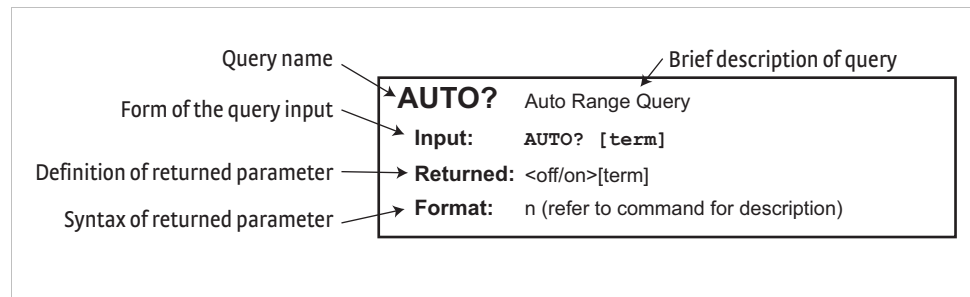 Query name
Brief description of query
AUTO? Auto Range Query
Form of the query input
Input: AUTO? [term]
Definition of returned parameter
Returned: <off/on>[term]
Syntax of returned parameter
Format: n (refer to command for description)